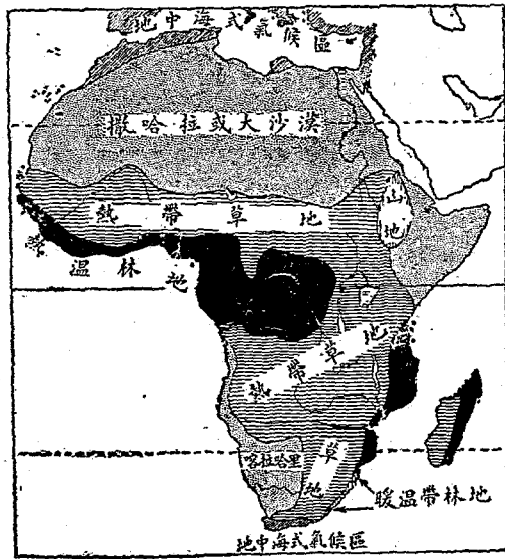 地中海式氣候區
撒哈拉或大沙漠
山地
熱帶草地
熱溫林地
熱帶草地
喀拉哈里
草地
暖温帶林地
地中海式氣候區